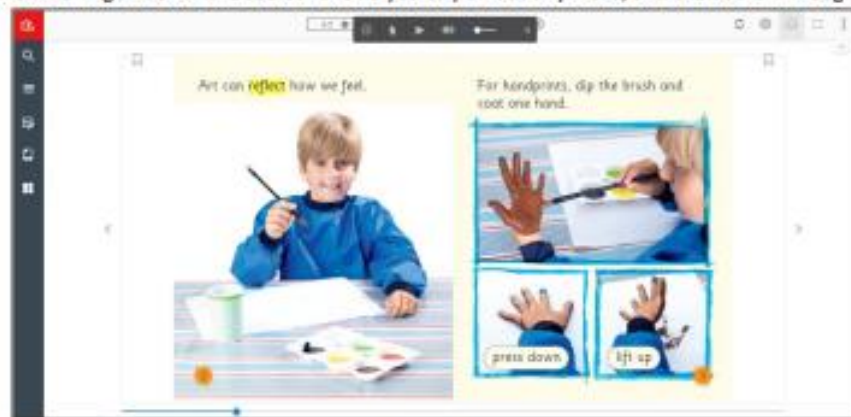 Art can reflect how we feel.
For handprints, dip the brush and
coat one hand.
press down
lift up